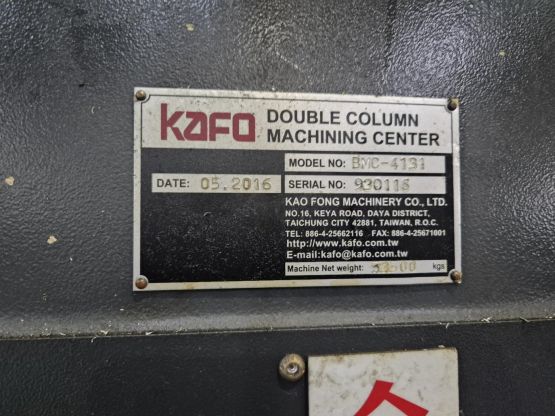 KAFO
DOUBLE COLUMN
MACHINING CENTER
MODEL NO: BMC-4131
DATE: 05.2016
SERIAL NO: 930116
KAO FONG MACHINERY CO., LTD.
NO.16, KEYA ROAD, DAYA DISTRICT,
TAICHUNG CITY 42881, TAIWAN, R.O.C.
TEL: 886-4-25662116 FAX: 886-4-25671001
http://www.kafo.com.tw
E-mail:kafo@kafo.com.tw
Machine Net weight: kgs